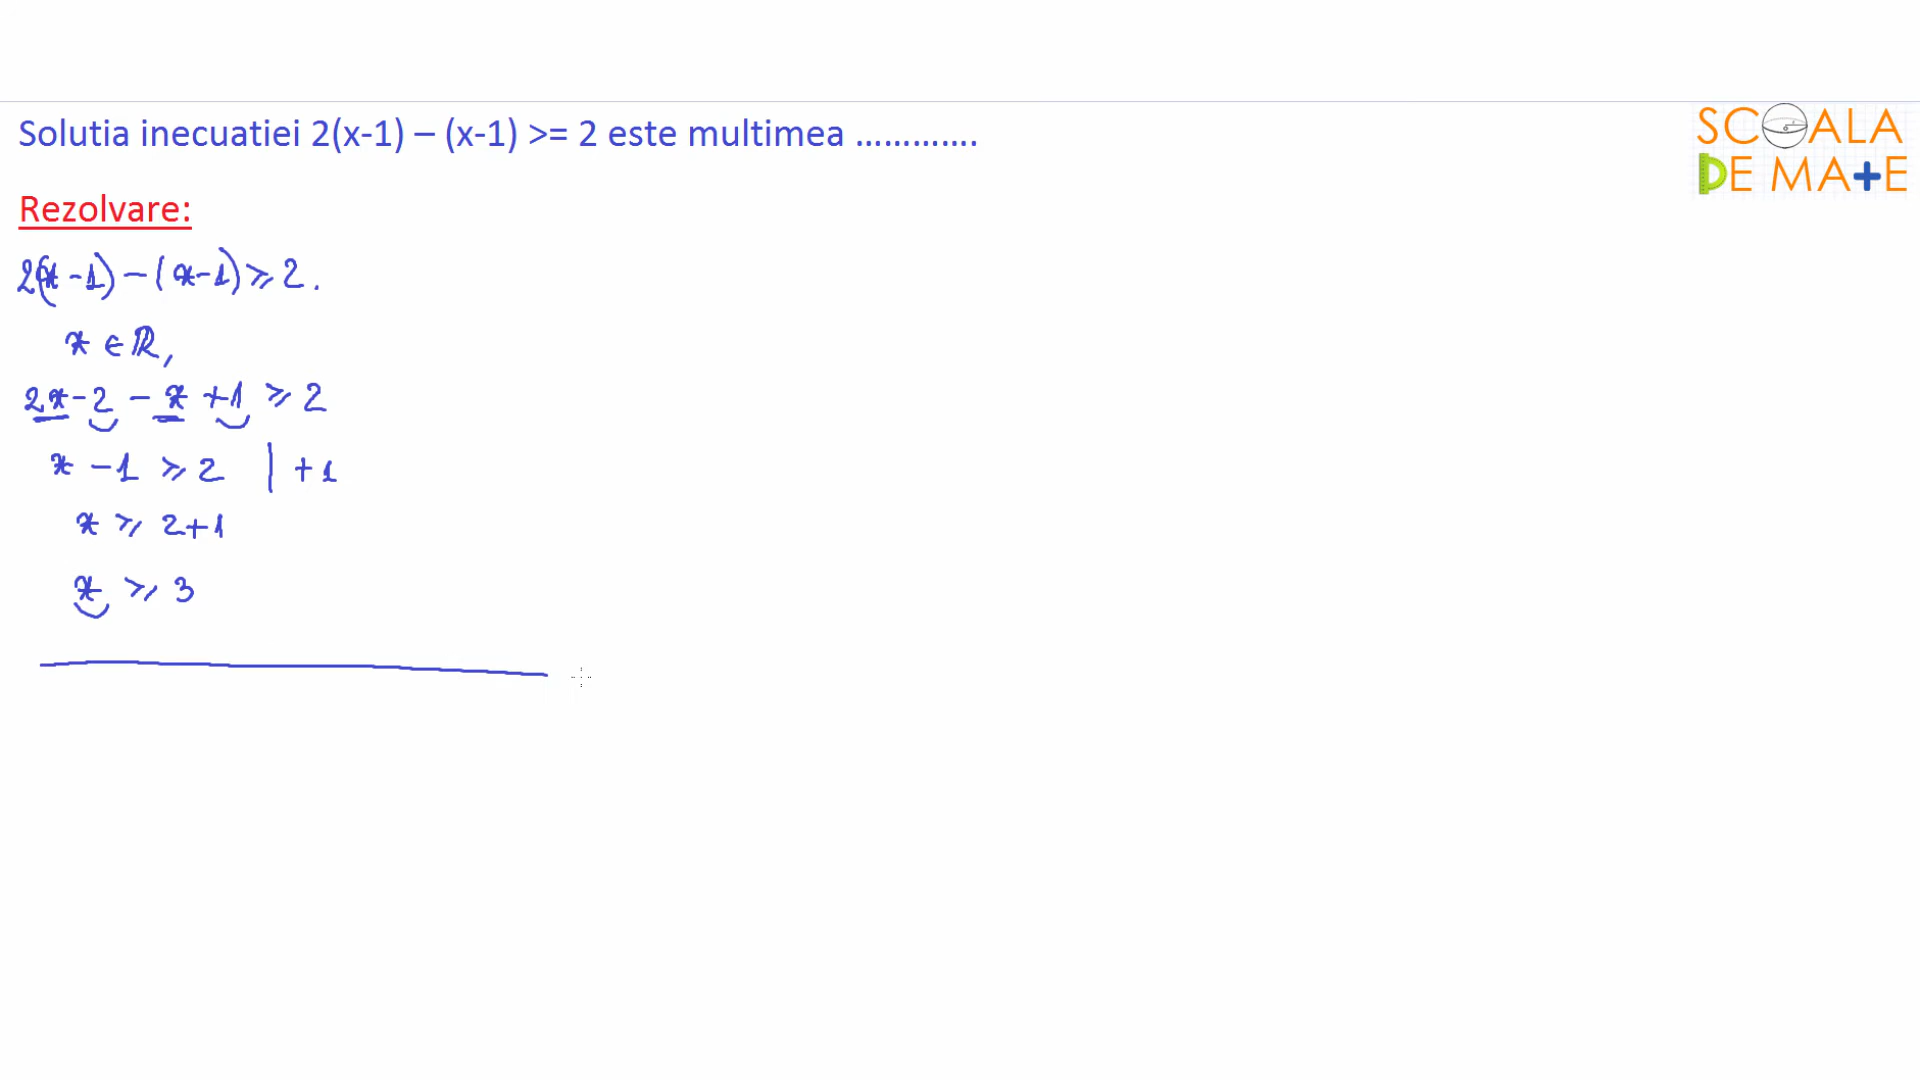 Solutia inecuatiei 2(x-1) – (x-1) >= 2 este multimea .............
SCOALA
DE MATE
Rezolvare:
2(x-1)-(x-1)⩾2.
x∈ℝ,
2x-2-x+1⩾2
x-1⩾2 |+1
x⩾2+1
x⩾3